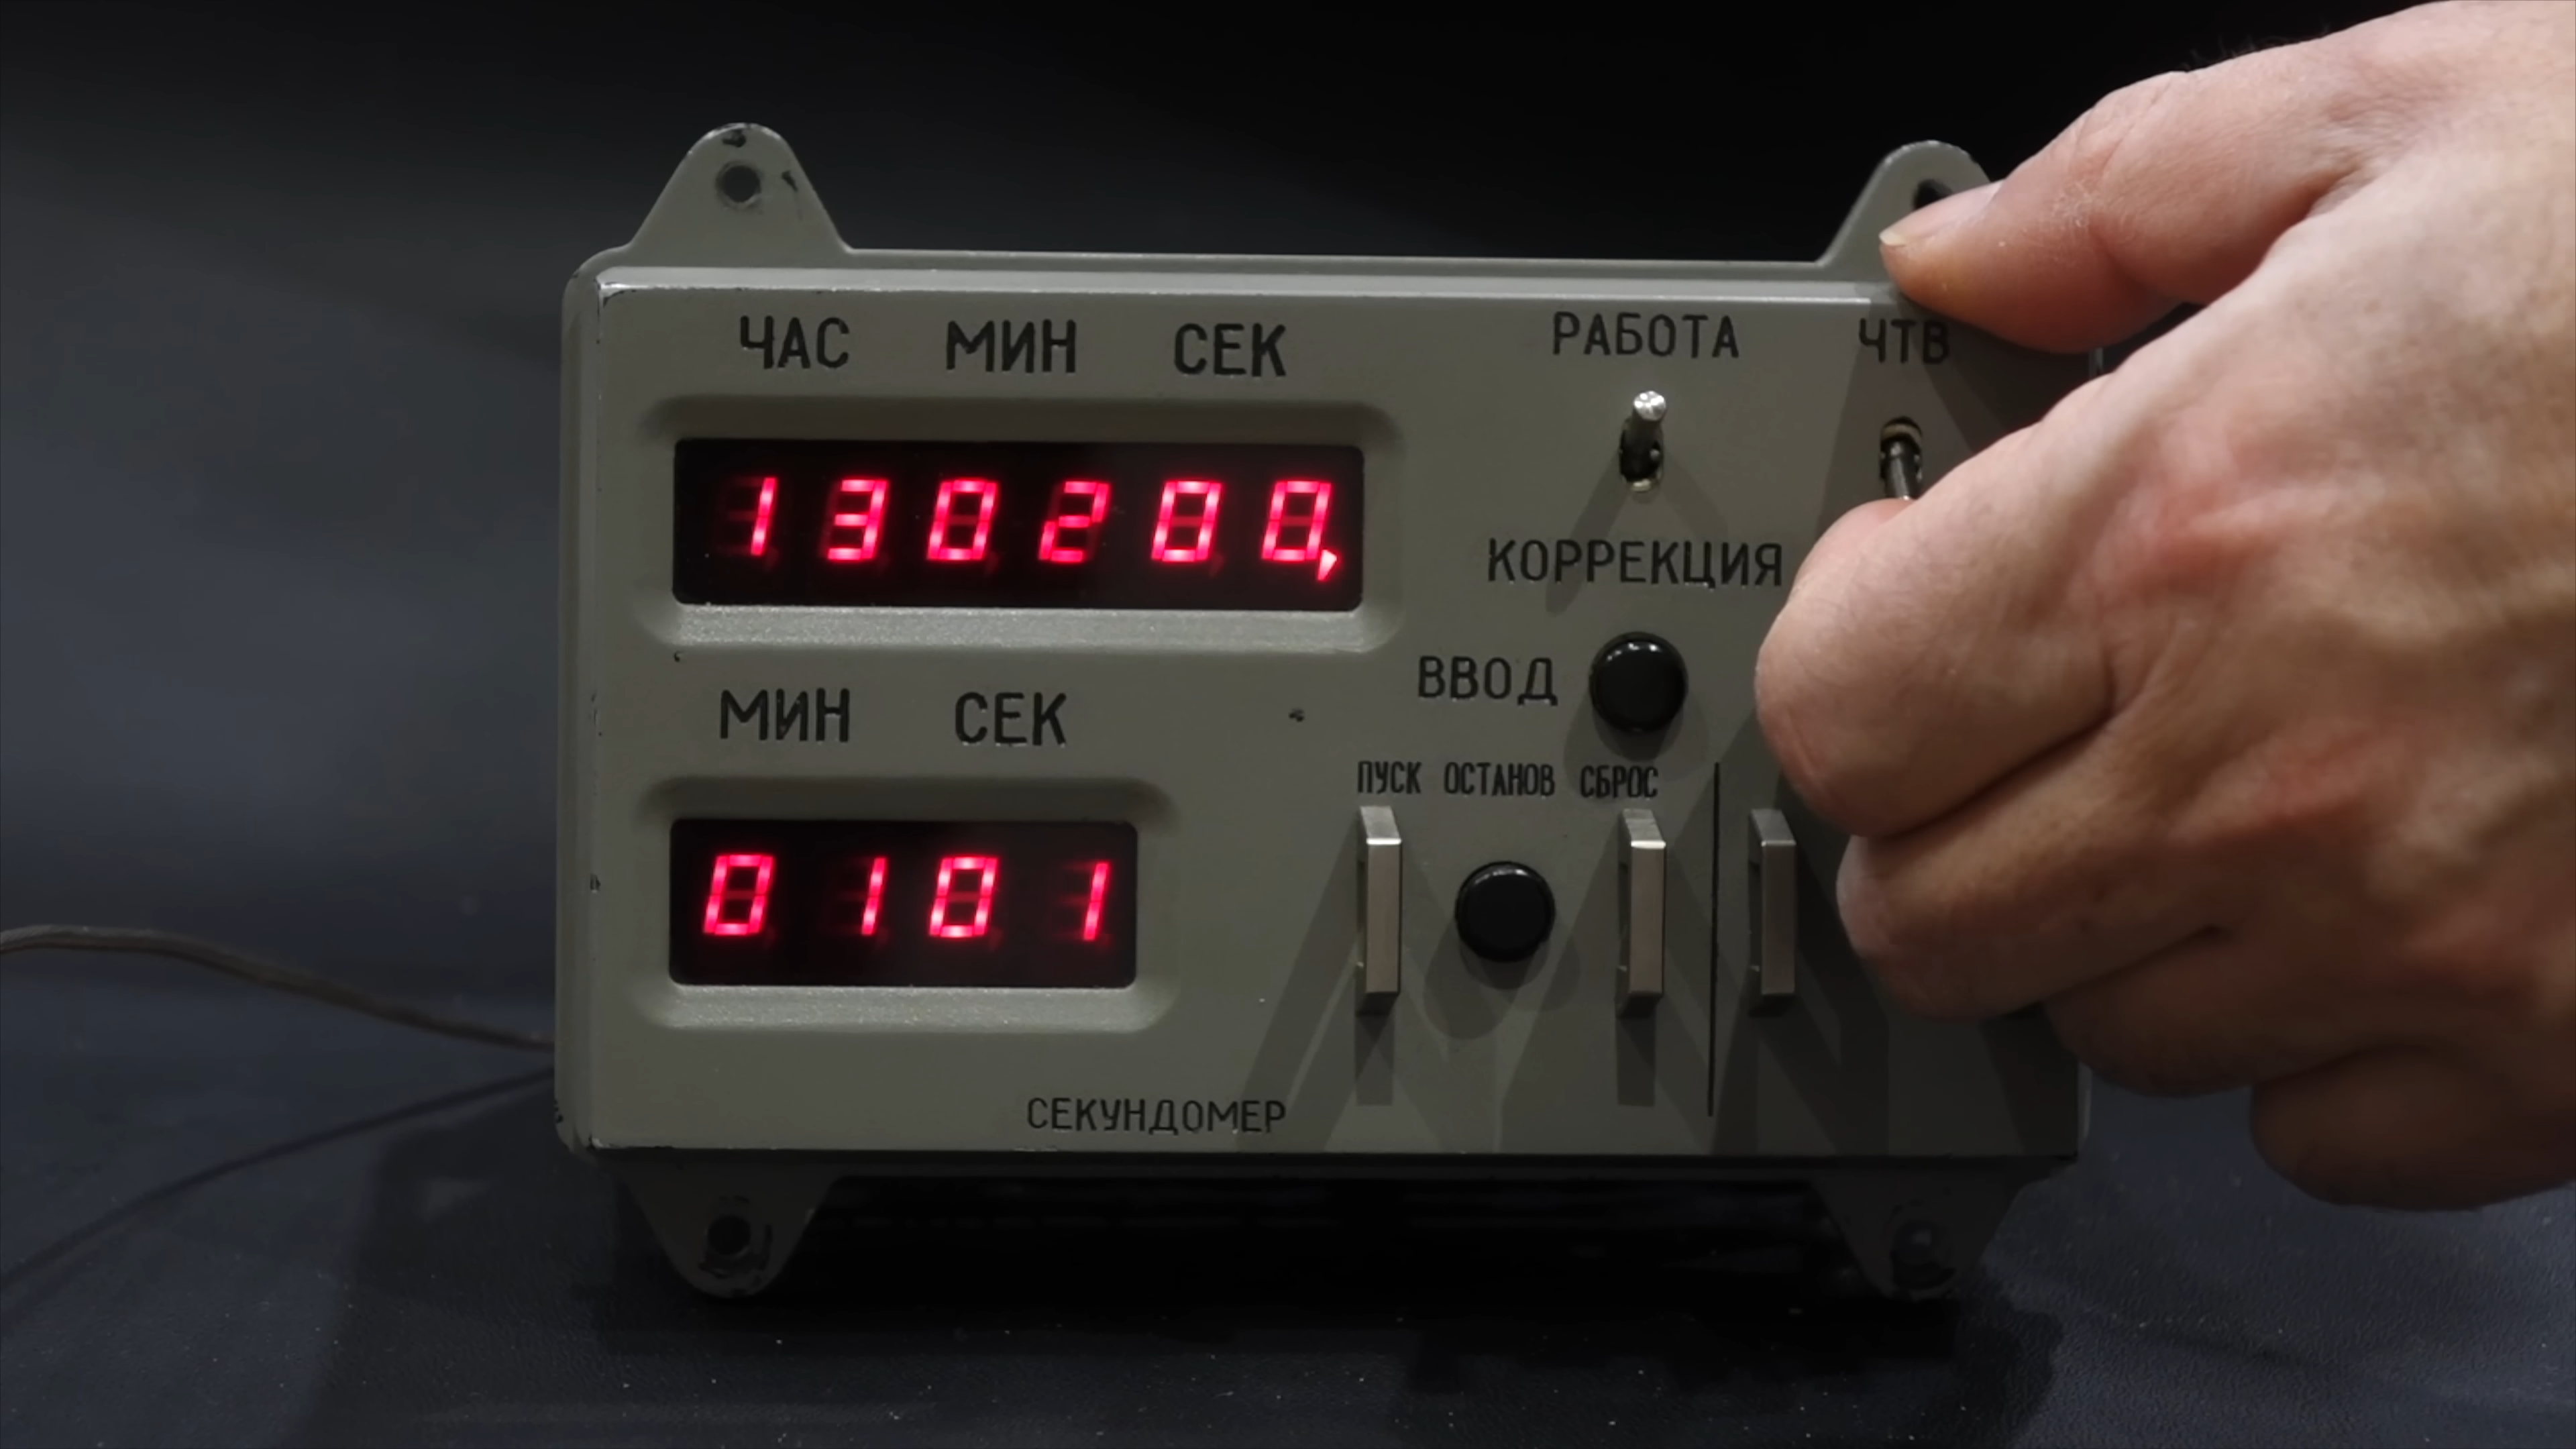 ЧАС МИН СЕК
РАБОТА
ЧТВ
130200,
КОРРЕКЦИЯ
ВВОД
МИН СЕК
ПУСК ОСТАНОВ СБРОС
0101
СЕКУНДОМЕР